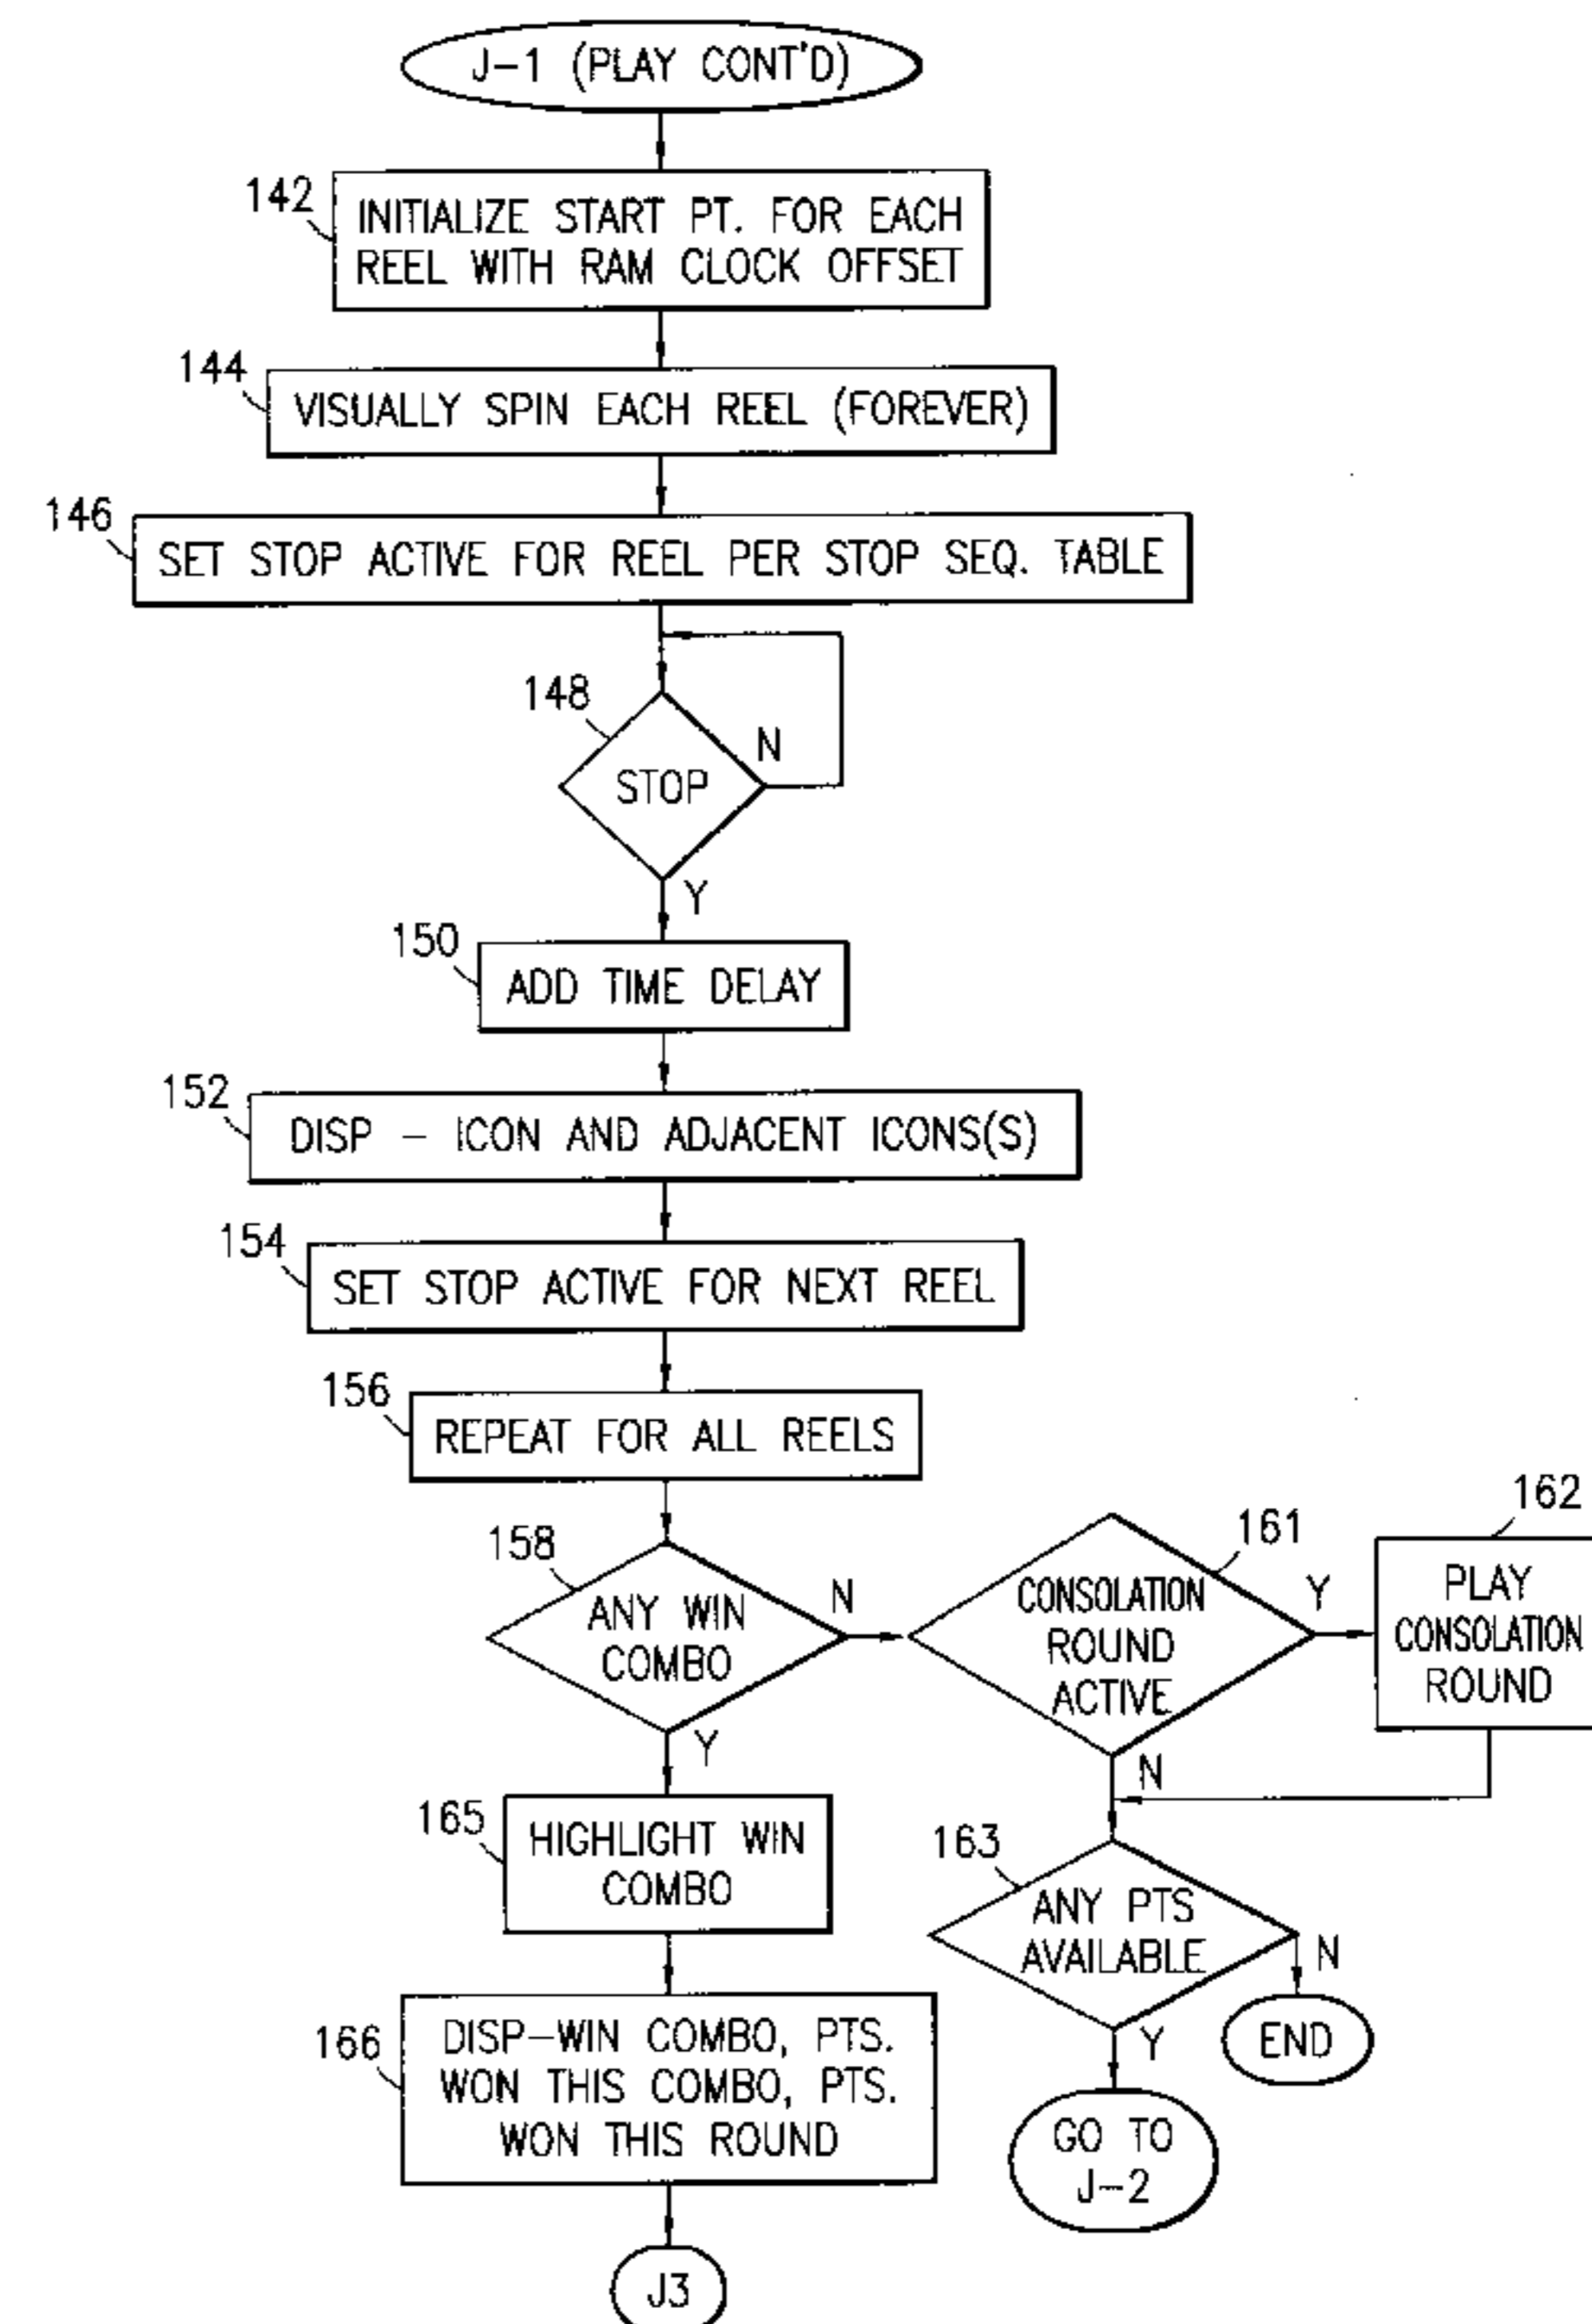 J-1 (PLAY CONT'D)
142
INITIALIZE START PT. FOR EACH
REEL WITH RAM CLOCK OFFSET
144
VISUALLY SPIN EACH REEL (FOREVER)
146
SET STOP ACTIVE FOR REEL PER STOP SEQ. TABLE
148
STOP
N
Y
150
ADD TIME DELAY
152
DISP - ICON AND ADJACENT ICONS(S)
154
SET STOP ACTIVE FOR NEXT REEL
156
REPEAT FOR ALL REELS
158
ANY WIN
COMBO
N
Y
161
CONSOLATION
ROUND
ACTIVE
Y
N
162
PLAY
CONSOLATION
ROUND
165
HIGHLIGHT WIN
COMBO
163
ANY PTS
AVAILABLE
N
END
Y
GO TO
J-2
166
DISP-WIN COMBO, PTS.
WON THIS COMBO, PTS.
WON THIS ROUND
J3